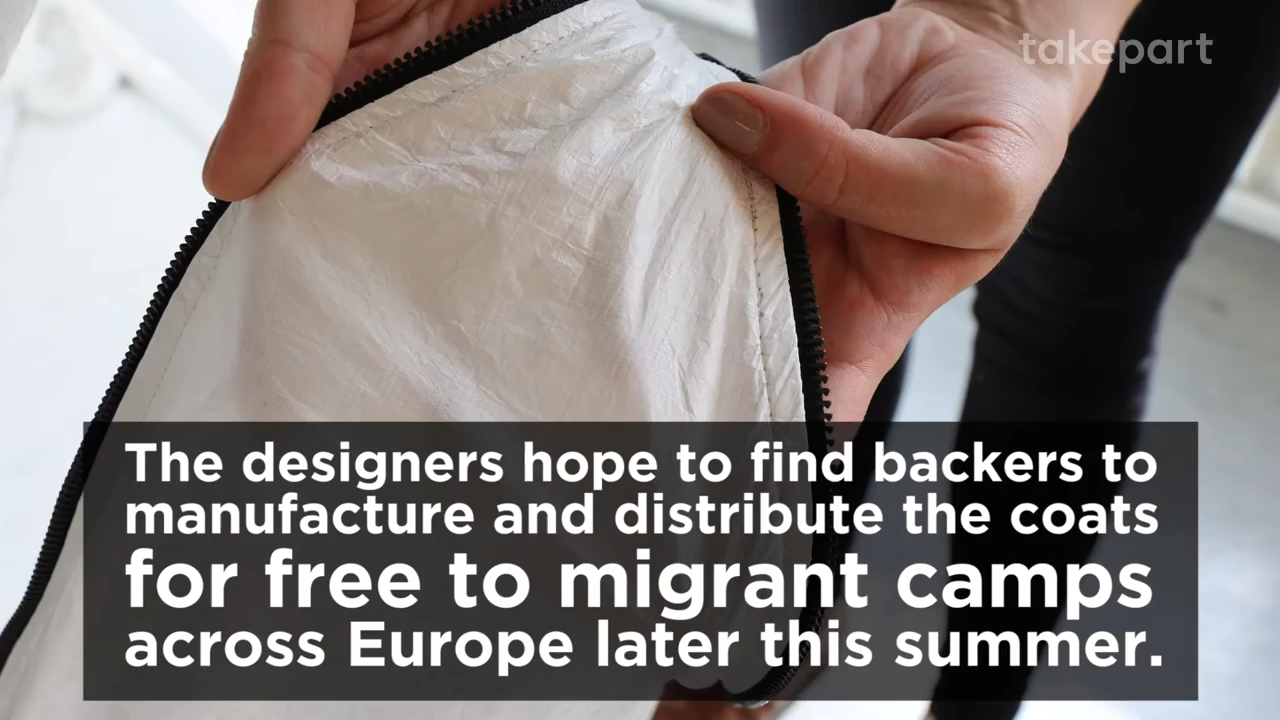 takepart
The designers hope to find backers to
manufacture and distribute the coats
for free to migrant camps
across Europe later this summer.